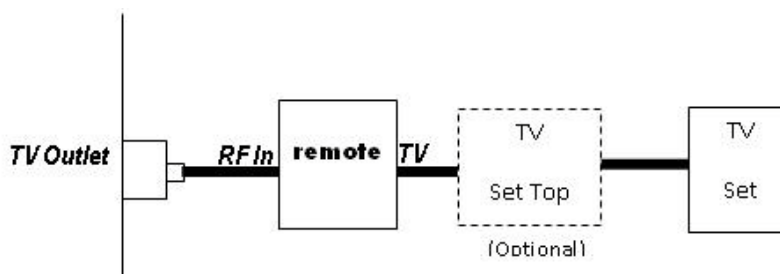 TV Outlet
RF In
remote
TV
TV
Set Top
(Optional)
TV
Set